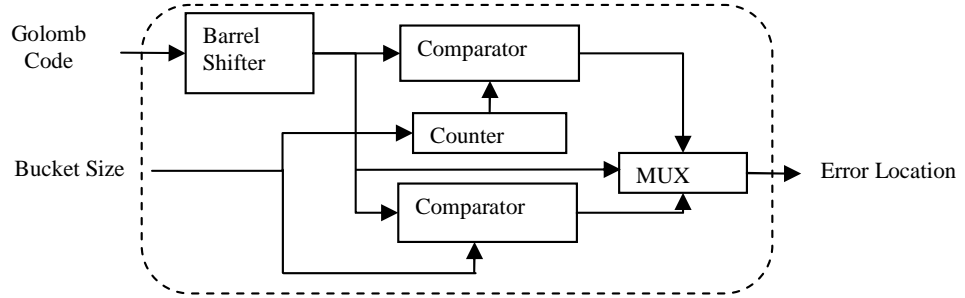 Golomb
Code
Barrel
Shifter
Comparator
Counter
Bucket Size
MUX
Error Location
Comparator